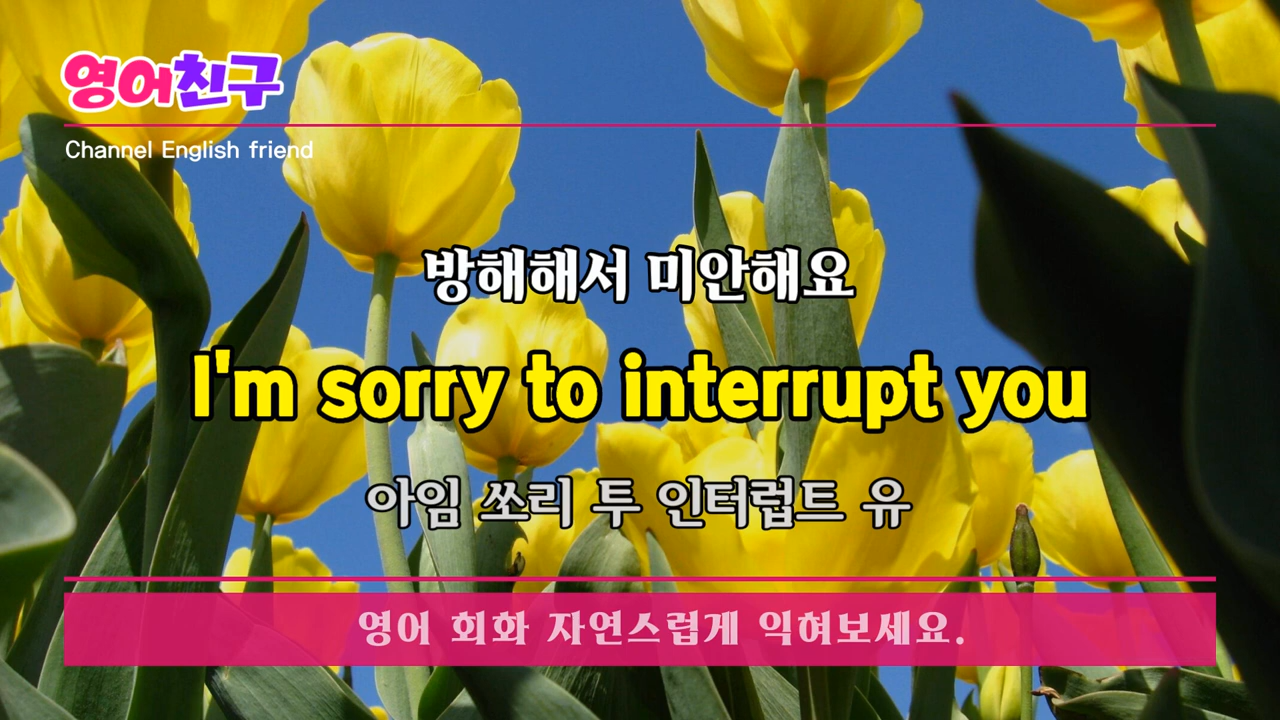 영어친구
Channel English friend
방해해서 미안해요
I'm sorry to interrupt you
아임 쏘리 투 인터럽트 유
영어 회화 자연스럽게 익혀보세요.